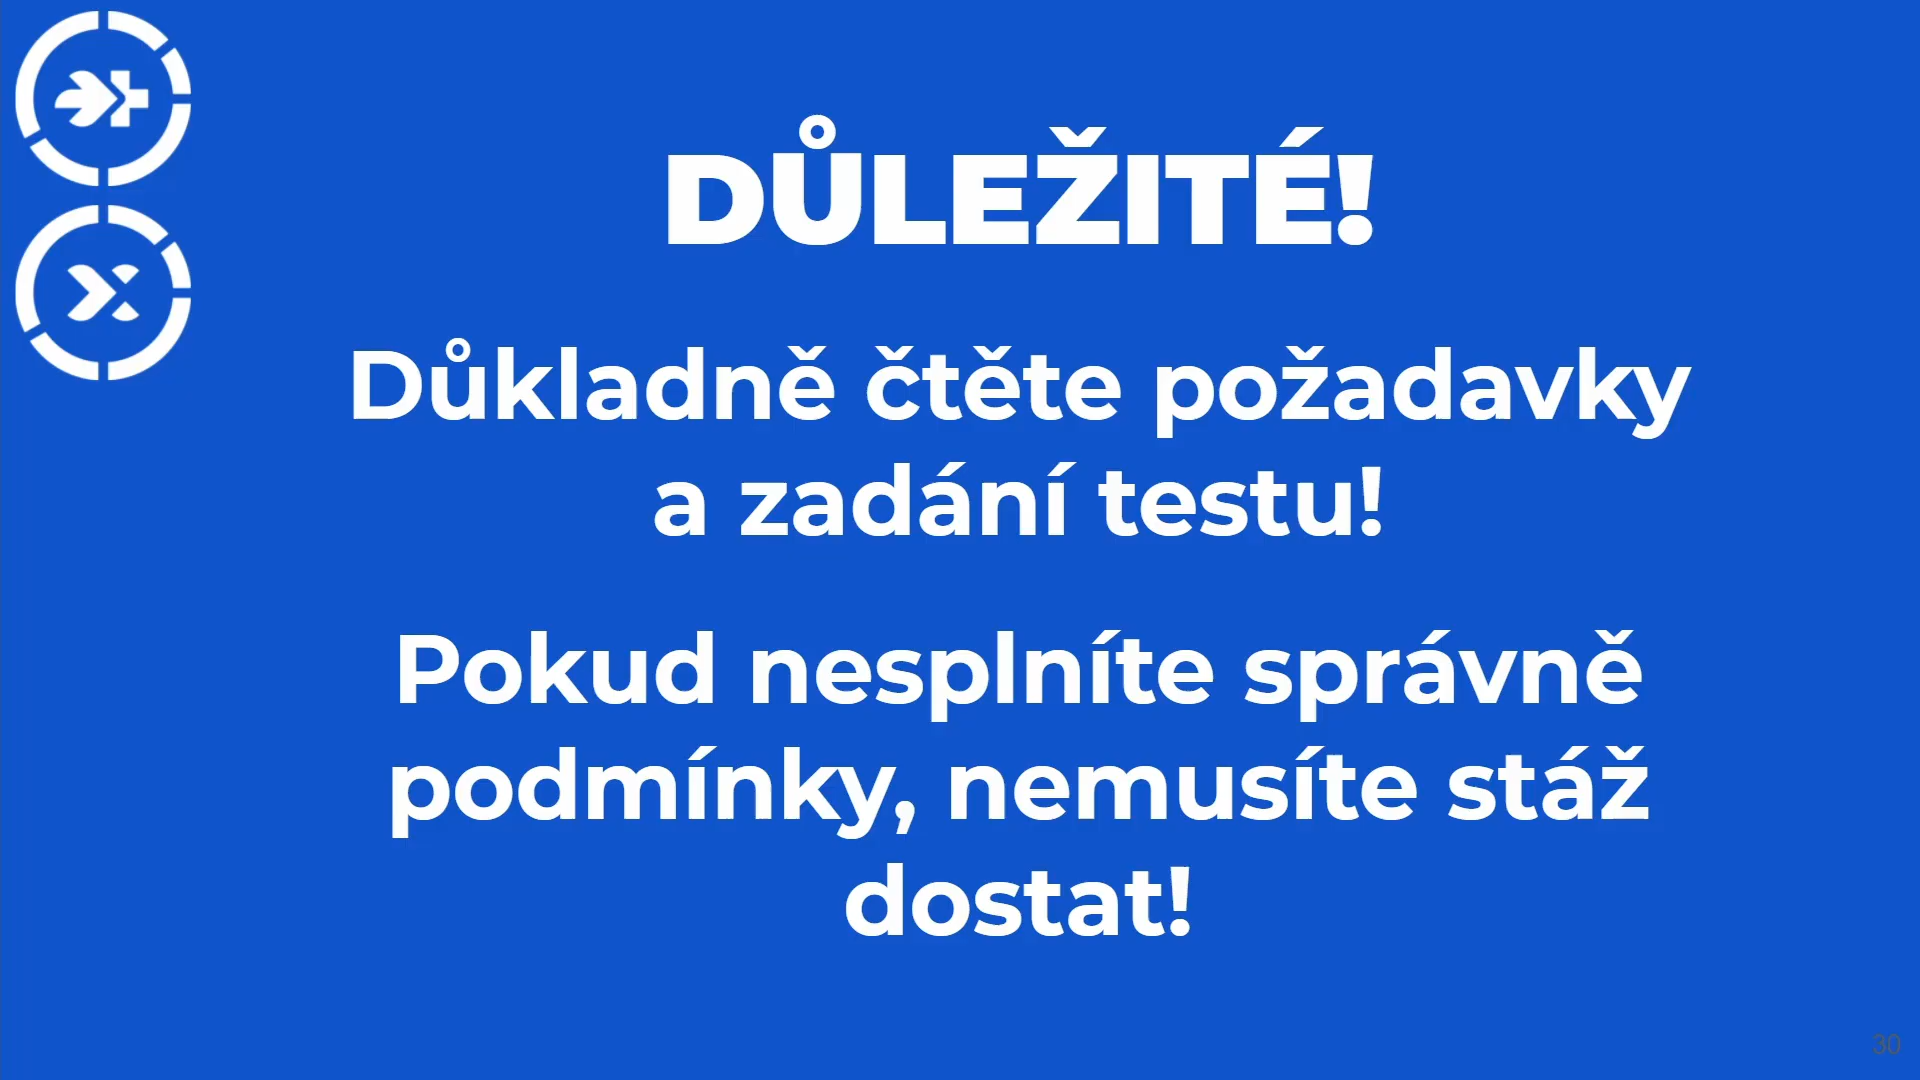 DŮLEŽITÉ!
Důkladně čtěte požadavky
a zadání testu!
Pokud nesplníte správně
podmínky, nemusíte stáž
dostat!
30